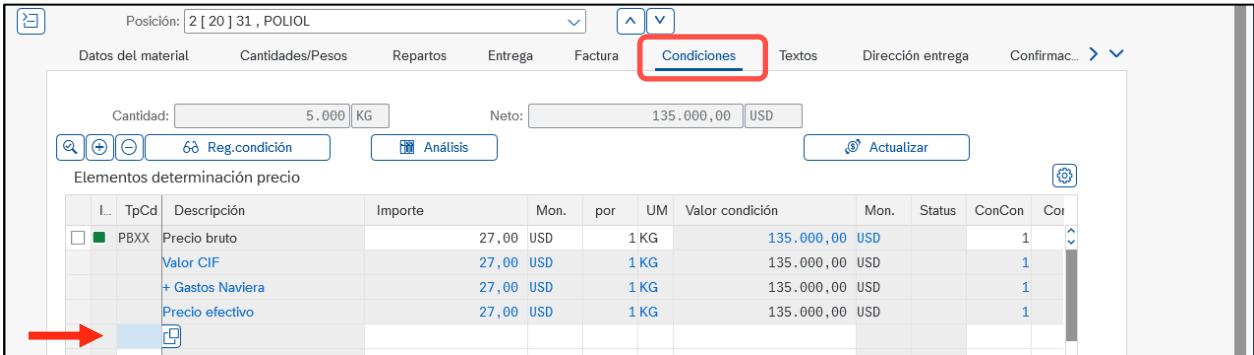 Posición: 2 [ 20 ] 31 , POLIOL
Datos del material Cantidades/Pesos Repartos Entrega Factura Condiciones Textos Dirección entrega Confirmac...
Cantidad: 5.000 KG Neto: 135.000,00 USD
Reg.condición Análisis Actualizar
Elementos determinación precio
I... TpCd Descripción Importe Mon. por UM Valor condición Mon. Status ConCon Cor
PBXX Precio bruto 27,00 USD 1 KG 135.000,00 USD 1
Valor CIF 27,00 USD 1 KG 135.000,00 USD 1
+ Gastos Naviera 27,00 USD 1 KG 135.000,00 USD 1
Precio efectivo 27,00 USD 1 KG 135.000,00 USD 1